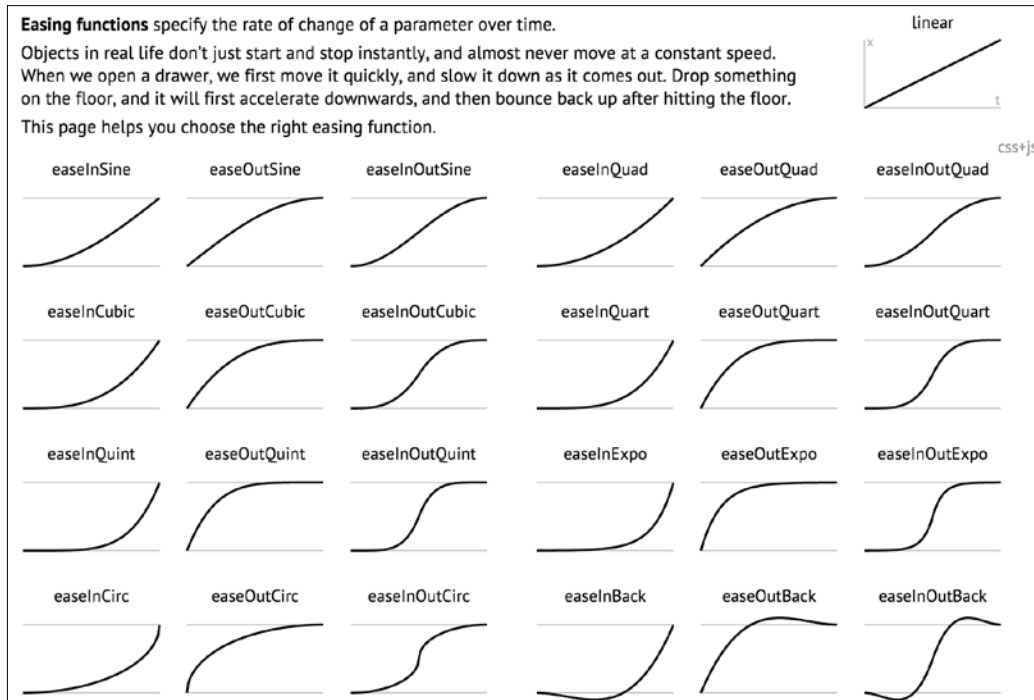 Easing functions specify the rate of change of a parameter over time.
Objects in real life don't just start and stop instantly, and almost never move at a constant speed.
When we open a drawer, we first move it quickly, and slow it down as it comes out. Drop something
on the floor, and it will first accelerate downwards, and then bounce back up after hitting the floor.
This page helps you choose the right easing function.
linear
x
t
css+js
easeInSine easeOutSine easeInOutSine easeInQuad easeOutQuad easeInOutQuad
easeInCubic easeOutCubic easeInOutCubic easeInQuart easeOutQuart easeInOutQuart
easeInQuint easeOutQuint easeInOutQuint easeInExpo easeOutExpo easeInOutExpo
easeInCirc easeOutCirc easeInOutCirc easeInBack easeOutBack easeInOutBack